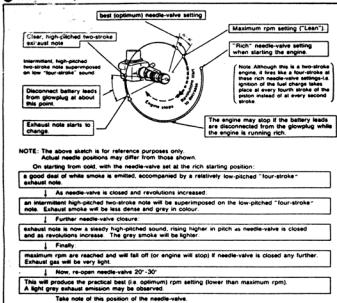 best (optimum) needle-valve setting
Maximum rpm setting ("Lean").
Clear, high-pitched two-stroke
exhaust note
"Rich" needle-valve setting
when starting the engine.
Intermittent, high-pitched
two-stroke note superimposed
on low "four-stroke" sound
Note: Although this is a two-stroke
engine, it fires like a four-stroke at
these rich needle-valve settings-i.e.
ignition of the fuel charge takes
place at every fourth stroke of the
piston instead of at every second
stroke
Disconnect battery leads
from glowplug at about
this point.
Engine stops
Exhaust note starts to
change.
The engine may stop if the battery leads
are disconnected from the glowplug while
the engine is running rich.
NOTE: The above sketch is for reference purposes only.
Actual needle positions may differ from those shown.
On starting from cold, with the needle-valve set at the rich starting position:
a good deal of white smoke is emitted, accompanied by a relatively low-pitched "four-stroke"
exhaust note.
↓ As needle-valve is closed and revolutions increased:
an intermittent high-pitched two-stroke note will be superimposed on the low-pitched "four-stroke"
note. Exhaust smoke will be less dense and grey in colour.
↓ Further needle-valve closure:
exhaust note is now a steady high-pitched sound, rising higher in pitch as needle-valve is closed
and as revolutions increase. The grey smoke will be lighter.
↓ Finally:
maximum rpm are reached and will fall off (or engine will stop) if needle-valve is closed any further.
Exhaust gas will be very light.
↓ Now, re-open needle-valve 20°-30°
This will produce the best practical (i.e. optimum) rpm setting (lower than maximum rpm).
A light grey exhaust emission may be observed.
Take note of this position of the needle-valve.